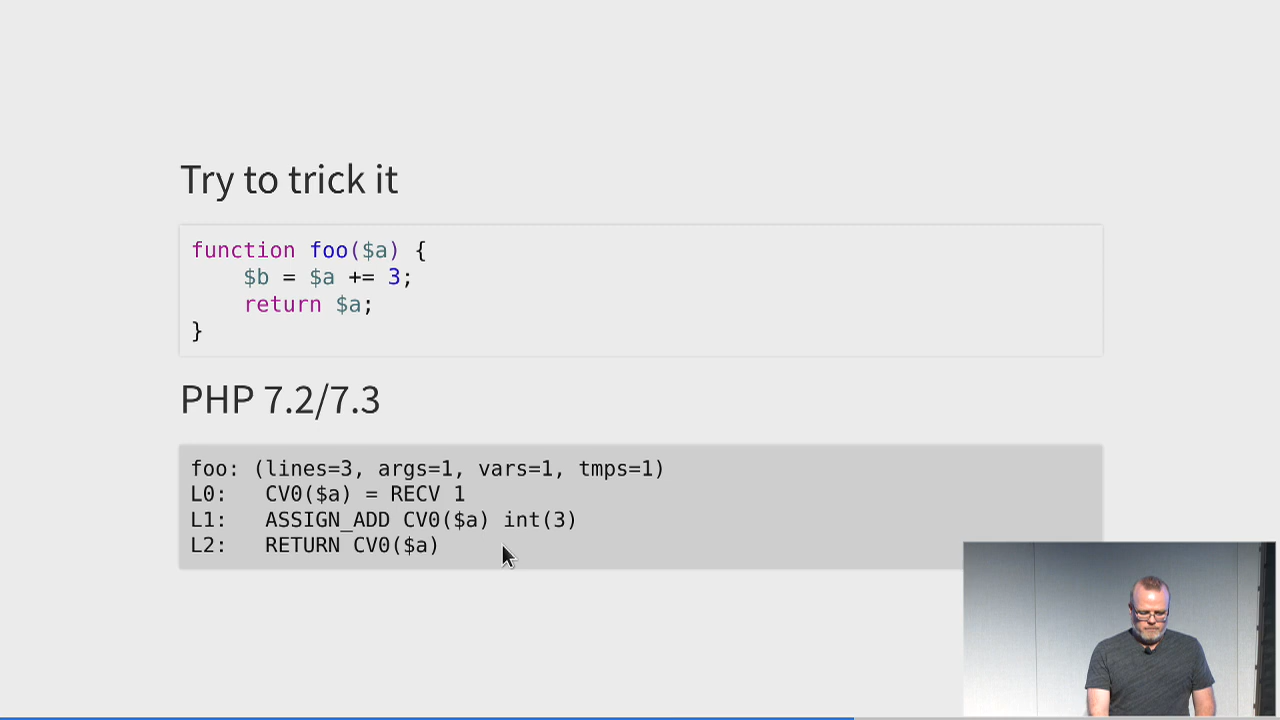 Try to trick it
function foo($a) {
    $b = $a += 3;
    return $a;
}
PHP 7.2/7.3
foo: (lines=3, args=1, vars=1, tmps=1)
L0:   CV0($a) = RECV 1
L1:   ASSIGN_ADD CV0($a) int(3)
L2:   RETURN CV0($a)